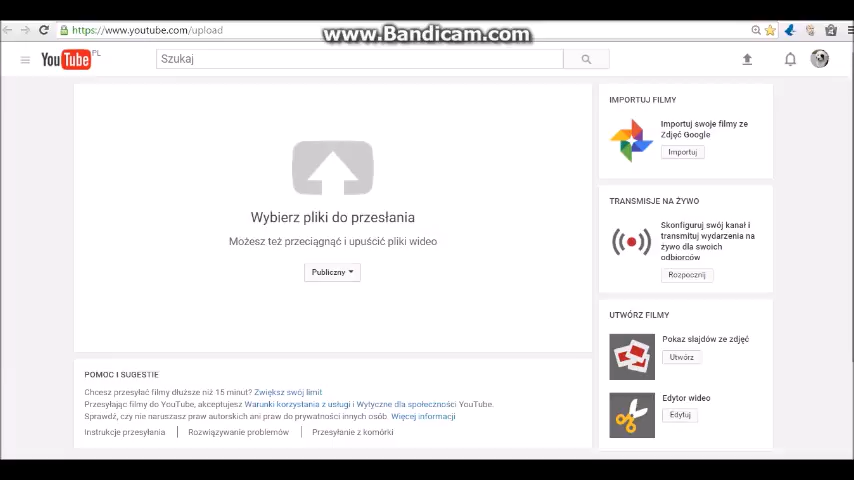 https://www.youtube.com/upload
www.Bandicam.com
YouTube PL
Szukaj
Wybierz pliki do przesłania
Możesz też przeciągnąć i upuścić pliki wideo
Publiczny
POMOC I SUGESTIE
Chcesz przesyłać filmy dłuższe niż 15 minut? Zwiększ swój limit
Przesyłając filmy do YouTube, akceptujesz Warunki korzystania z usługi i Wytyczne dla społeczności YouTube.
Sprawdź, czy nie naruszasz praw autorskich ani praw do prywatności innych osób. Więcej informacji
Instrukcje przesyłania
Rozwiązywanie problemów
Przesyłanie z komórki
IMPORTUJ FILMY
Importuj swoje filmy ze
Zdjęć Google
Importuj
TRANSMISJE NA ŻYWO
Skonfiguruj swój kanał i
transmituj wydarzenia na
żywo dla swoich
odbiorców
Rozpocznij
UTWÓRZ FILMY
Pokaz slajdów ze zdjęć
Utwórz
Edytor wideo
Edytuj